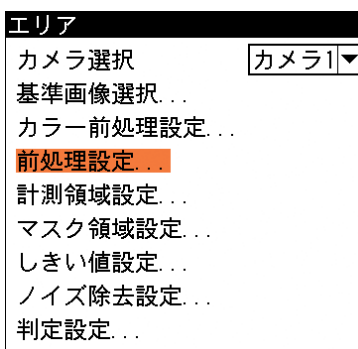 エリア
カメラ選択 カメラ1▼
基準画像選択...
カラー前処理設定...
前処理設定...
計測領域設定...
マスク領域設定...
しきい値設定...
ノイズ除去設定...
判定設定...